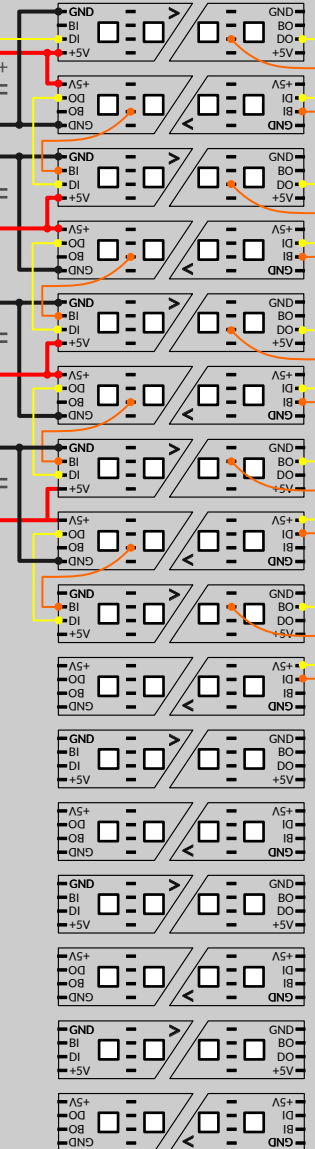 GND > GND
BI BO
DI DO
+5V +5V
+5V +5V
DO DI
BO BI
GND < GND
GND > GND
BI BO
DI DO
+5V +5V
+5V +5V
DO DI
BO BI
GND < GND
GND > GND
BI BO
DI DO
+5V +5V
+5V +5V
DO DI
BO BI
GND < GND
GND > GND
BI BO
DI DO
+5V +5V
+5V +5V
DO DI
BO BI
GND < GND
GND > GND
BI BO
DI DO
+5V +5V
+5V +5V
DO DI
BO BI
GND < GND
GND > GND
BI BO
DI DO
+5V +5V
+5V +5V
DO DI
BO BI
GND < GND
GND > GND
BI BO
DI DO
+5V +5V
+5V +5V
DO DI
BO BI
GND < GND
GND > GND
BI BO
DI DO
+5V +5V
+5V +5V
DO DI
BO BI
GND < GND